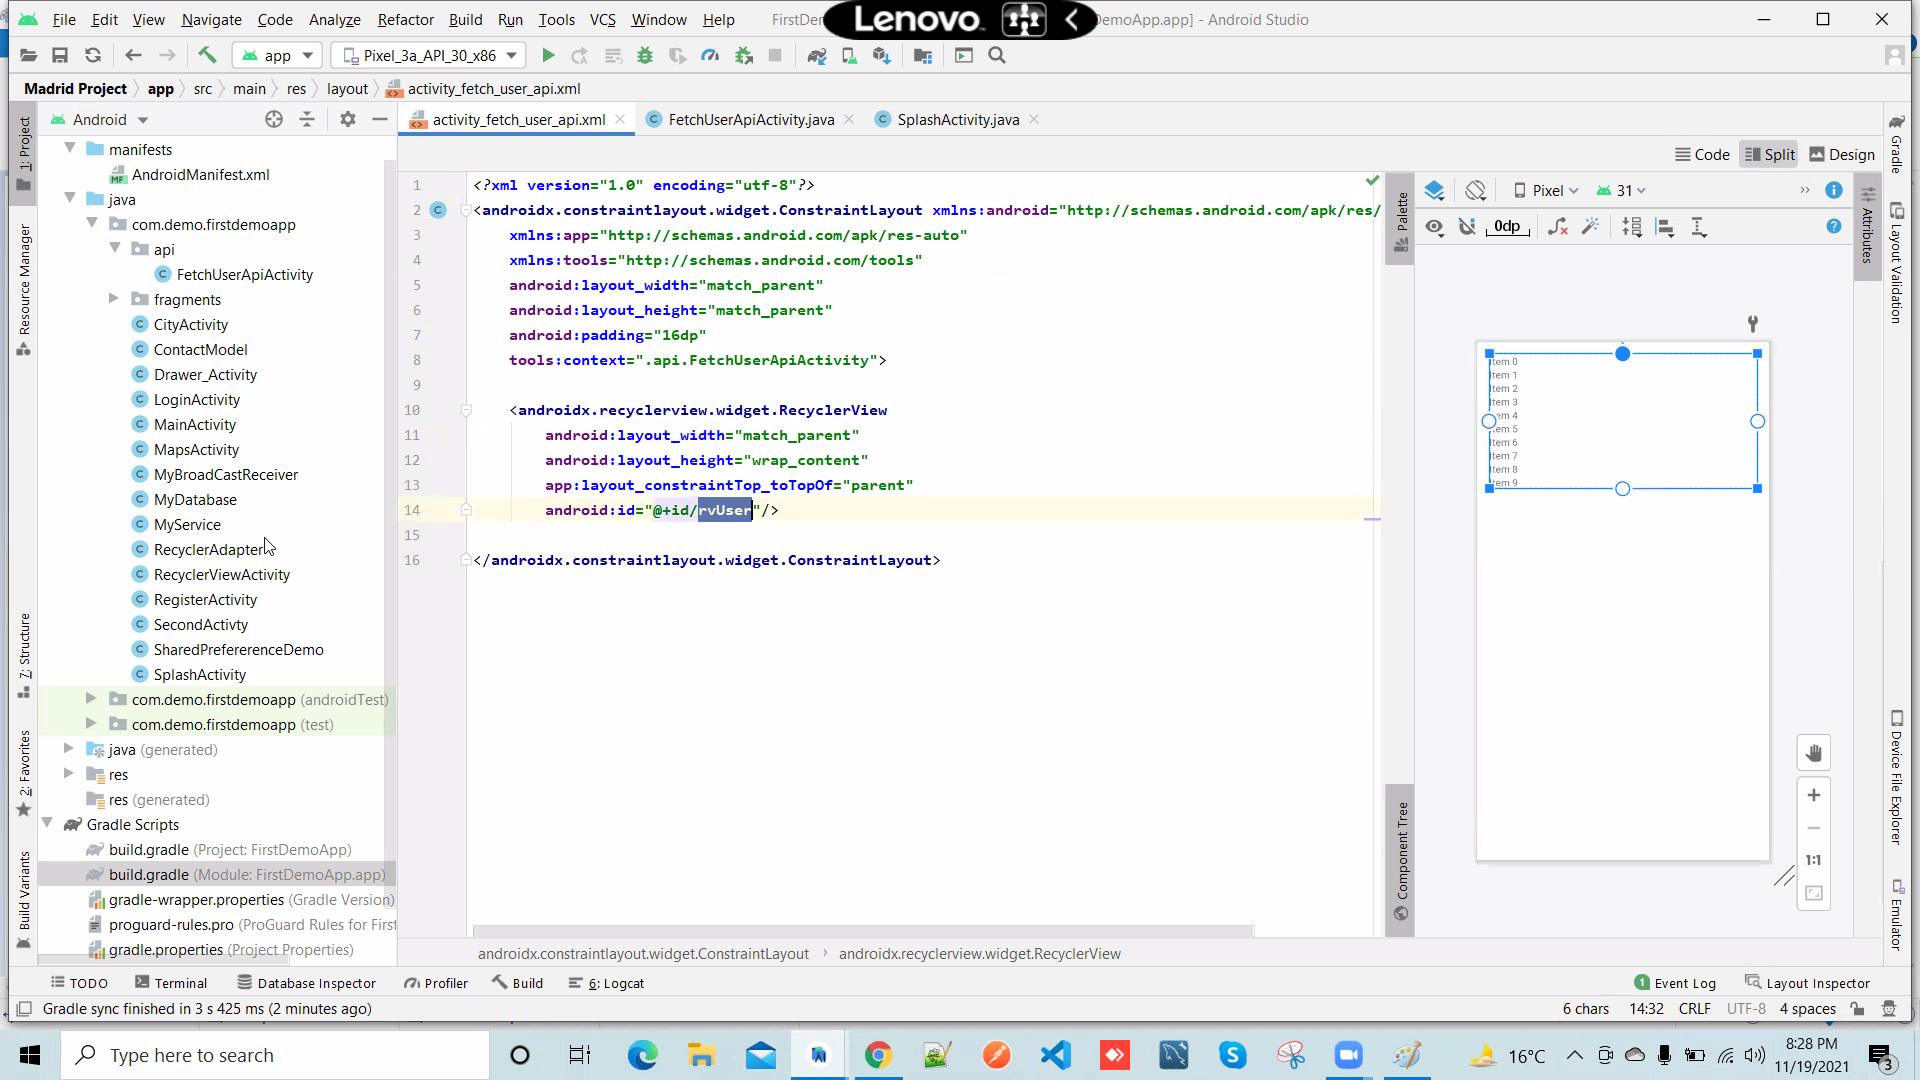 File Edit View Navigate Code Analyze Refactor Build Run Tools VCS Window Help FirstDem Lenovo. DemoApp.app] - Android Studio
app Pixel_3a_API_30_x86
Madrid Project app src main res layout activity_fetch_user_api.xml
Android activity_fetch_user_api.xml FetchUserApiActivity.java SplashActivity.java
Code Split Design
1: Project
Resource Manager
7: Structure
2: Favorites
Build Variants
manifests
AndroidManifest.xml
java
com.demo.firstdemoapp
api
FetchUserApiActivity
fragments
CityActivity
ContactModel
Drawer_Activity
LoginActivity
MainActivity
MapsActivity
MyBroadCastReceiver
MyDatabase
MyService
RecyclerAdapter
RecyclerViewActivity
RegisterActivity
SecondActivty
SharedPrefererenceDemo
SplashActivity
com.demo.firstdemoapp (androidTest)
com.demo.firstdemoapp (test)
java (generated)
res
res (generated)
Gradle Scripts
build.gradle (Project: FirstDemoApp)
build.gradle (Module: FirstDemoApp.app)
gradle-wrapper.properties (Gradle Version)
proguard-rules.pro (ProGuard Rules for First
gradle.properties (Project Properties)
1 <?xml version="1.0" encoding="utf-8"?>
2 <androidx.constraintlayout.widget.ConstraintLayout xmlns:android="http://schemas.android.com/apk/res/
3 xmlns:app="http://schemas.android.com/apk/res-auto"
4 xmlns:tools="http://schemas.android.com/tools"
5 android:layout_width="match_parent"
6 android:layout_height="match_parent"
7 android:padding="16dp"
8 tools:context=".api.FetchUserApiActivity">
9
10 <androidx.recyclerview.widget.RecyclerView
11 android:layout_width="match_parent"
12 android:layout_height="wrap_content"
13 app:layout_constraintTop_toTopOf="parent"
14 android:id="@+id/rvUser"/>
15
16 </androidx.constraintlayout.widget.ConstraintLayout>
androidx.constraintlayout.widget.ConstraintLayout androidx.recyclerview.widget.RecyclerView
Palette
Component Tree
Pixel 31
0dp
Item 0
Item 1
Item 2
Item 3
Item 4
Item 5
Item 6
Item 7
Item 8
Item 9
1:1
Attributes
Gradle
Layout Validation
Device File Explorer
Emulator
TODO Terminal Database Inspector Profiler Build 6: Logcat 1 Event Log Layout Inspector
Gradle sync finished in 3 s 425 ms (2 minutes ago) 6 chars 14:32 CRLF UTF-8 4 spaces
Type here to search 16°C 8:28 PM
11/19/2021 3